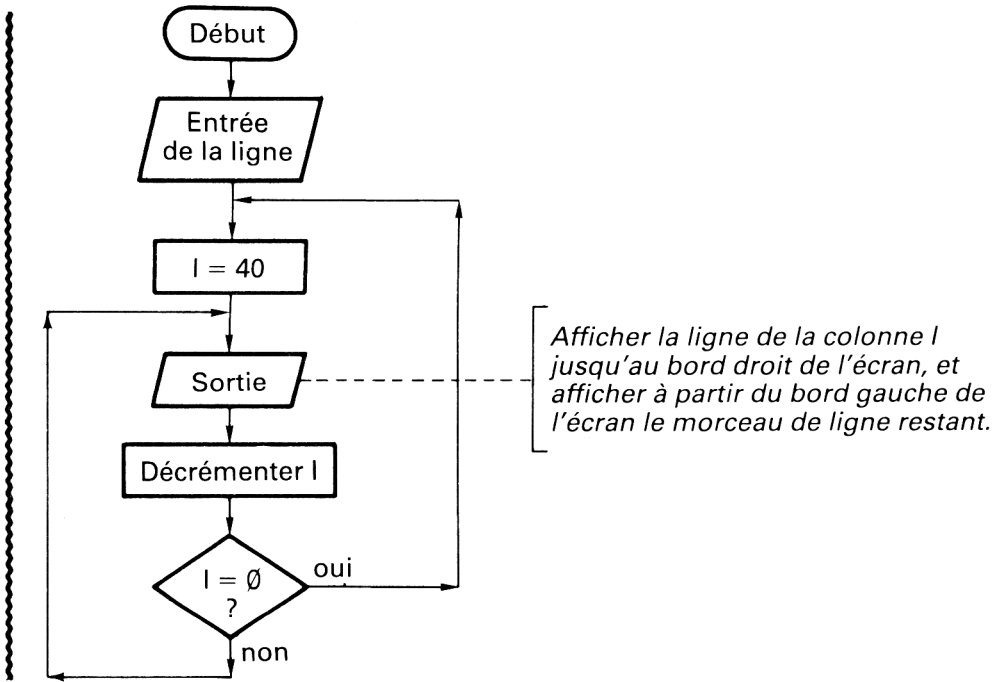 Début
Entrée
de la ligne
I = 40
Sortie
Afficher la ligne de la colonne I
jusqu'au bord droit de l'écran, et
afficher à partir du bord gauche de
l'écran le morceau de ligne restant.
Décrémenter I
I = Ø
?
oui
non